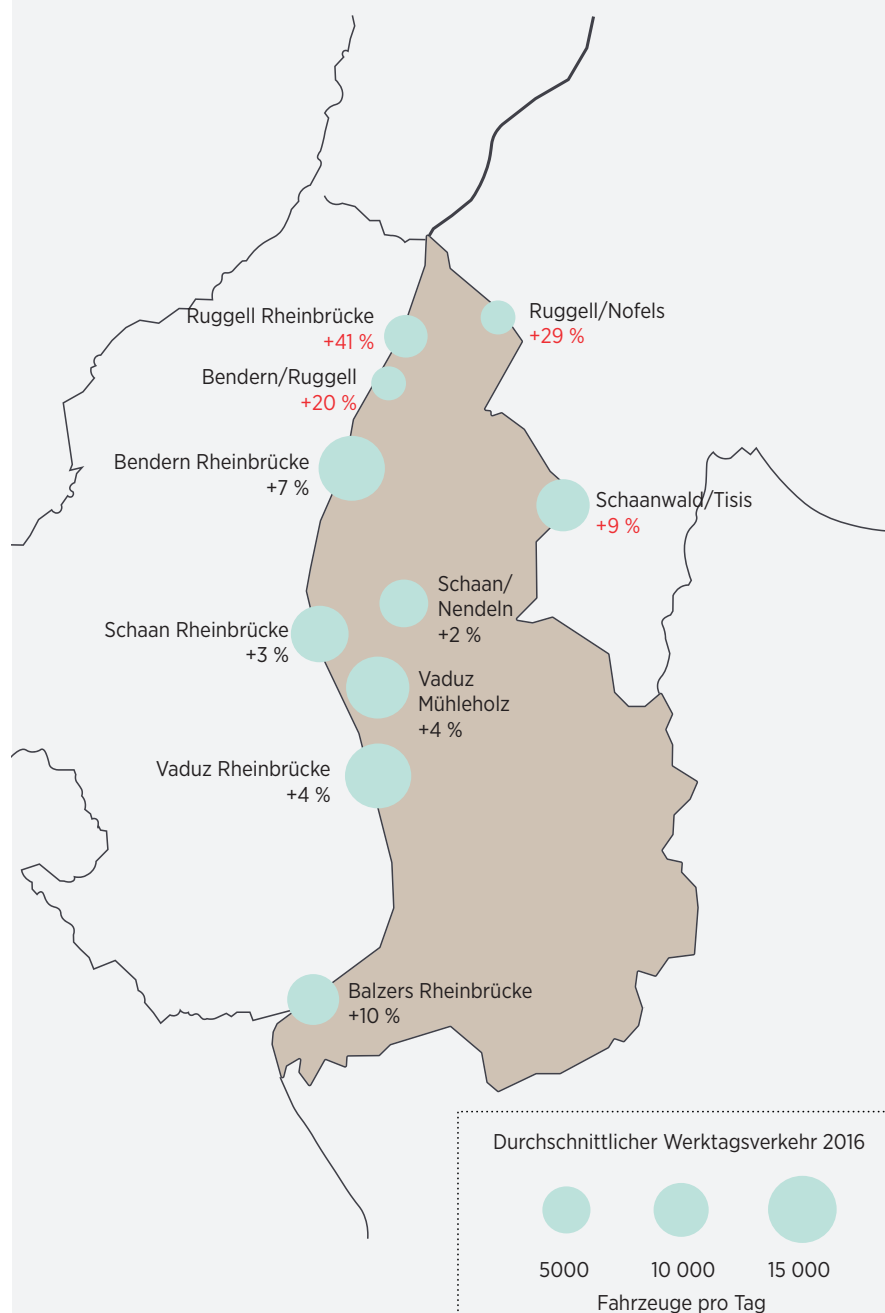 Ruggell Rheinbrücke
+41 %
Ruggell/Nofels
+29 %
Bendern/Ruggell
+20 %
Bendern Rheinbrücke
+7 %
Schaanwald/Tisis
+9 %
Schaan/
Nendeln
+2 %
Schaan Rheinbrücke
+3 %
Vaduz
Mühleholz
+4 %
Vaduz Rheinbrücke
+4 %
Balzers Rheinbrücke
+10 %
Durchschnittlicher Werktagsverkehr 2016
5000 10 000 15 000
Fahrzeuge pro Tag